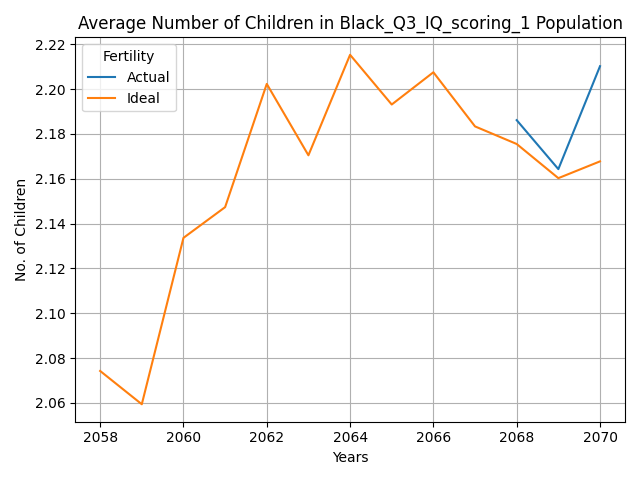 Average Number of Children in Black_Q3_IQ_scoring_1 Population
Fertility
Actual
Ideal
No. of Children
2.22
2.20
2.18
2.16
2.14
2.12
2.10
2.08
2.06
2058 2060 2062 2064 2066 2068 2070
Years